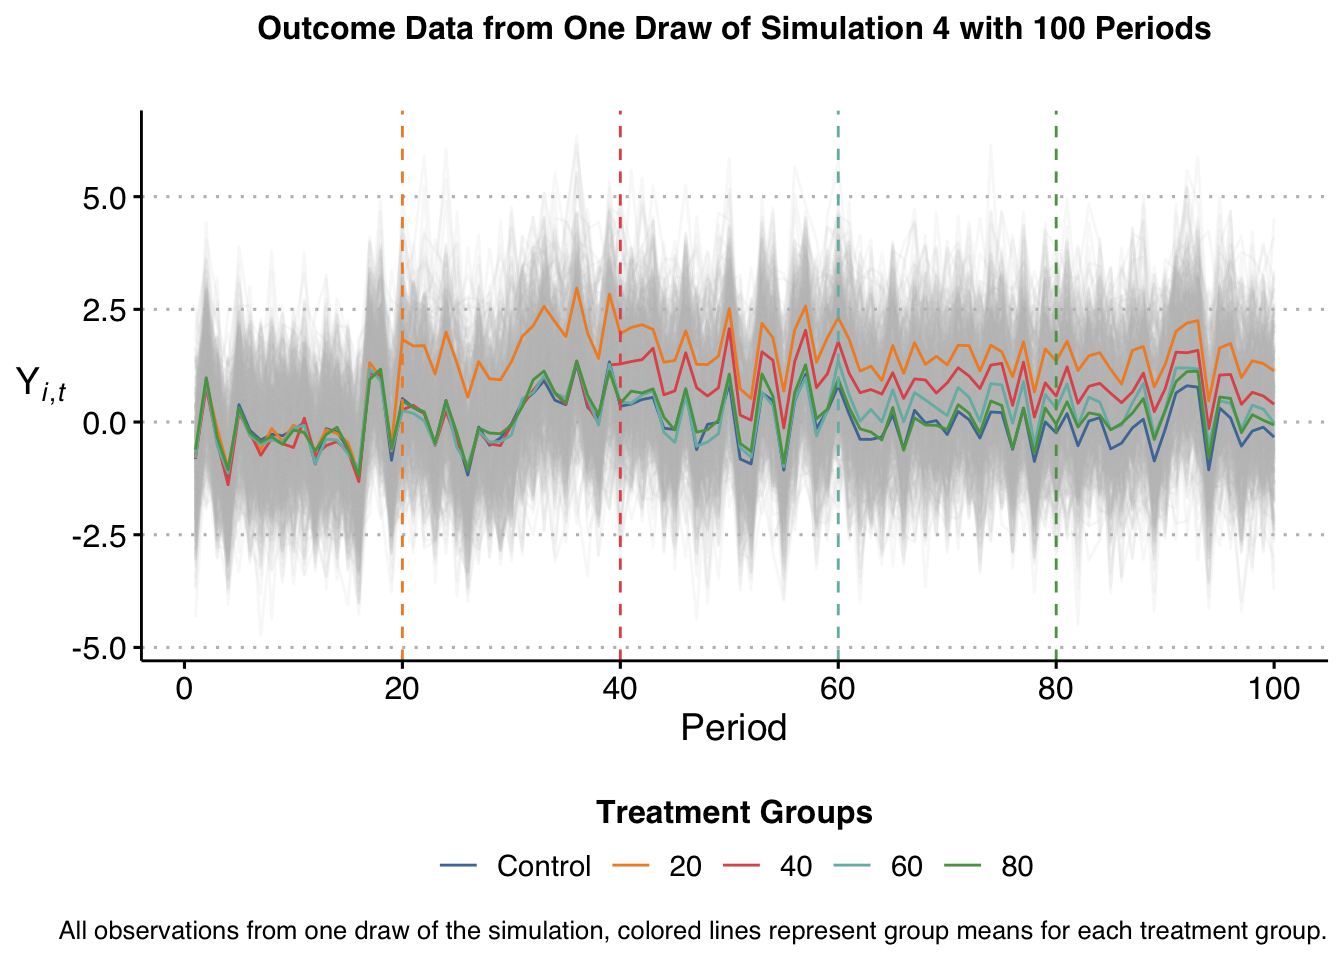 Outcome Data from One Draw of Simulation 4 with 100 Periods
Y i,t
5.0
2.5
0.0
-2.5
-5.0
0 20 40 60 80 100
Period
Treatment Groups
Control 20 40 60 80
All observations from one draw of the simulation, colored lines represent group means for each treatment group.